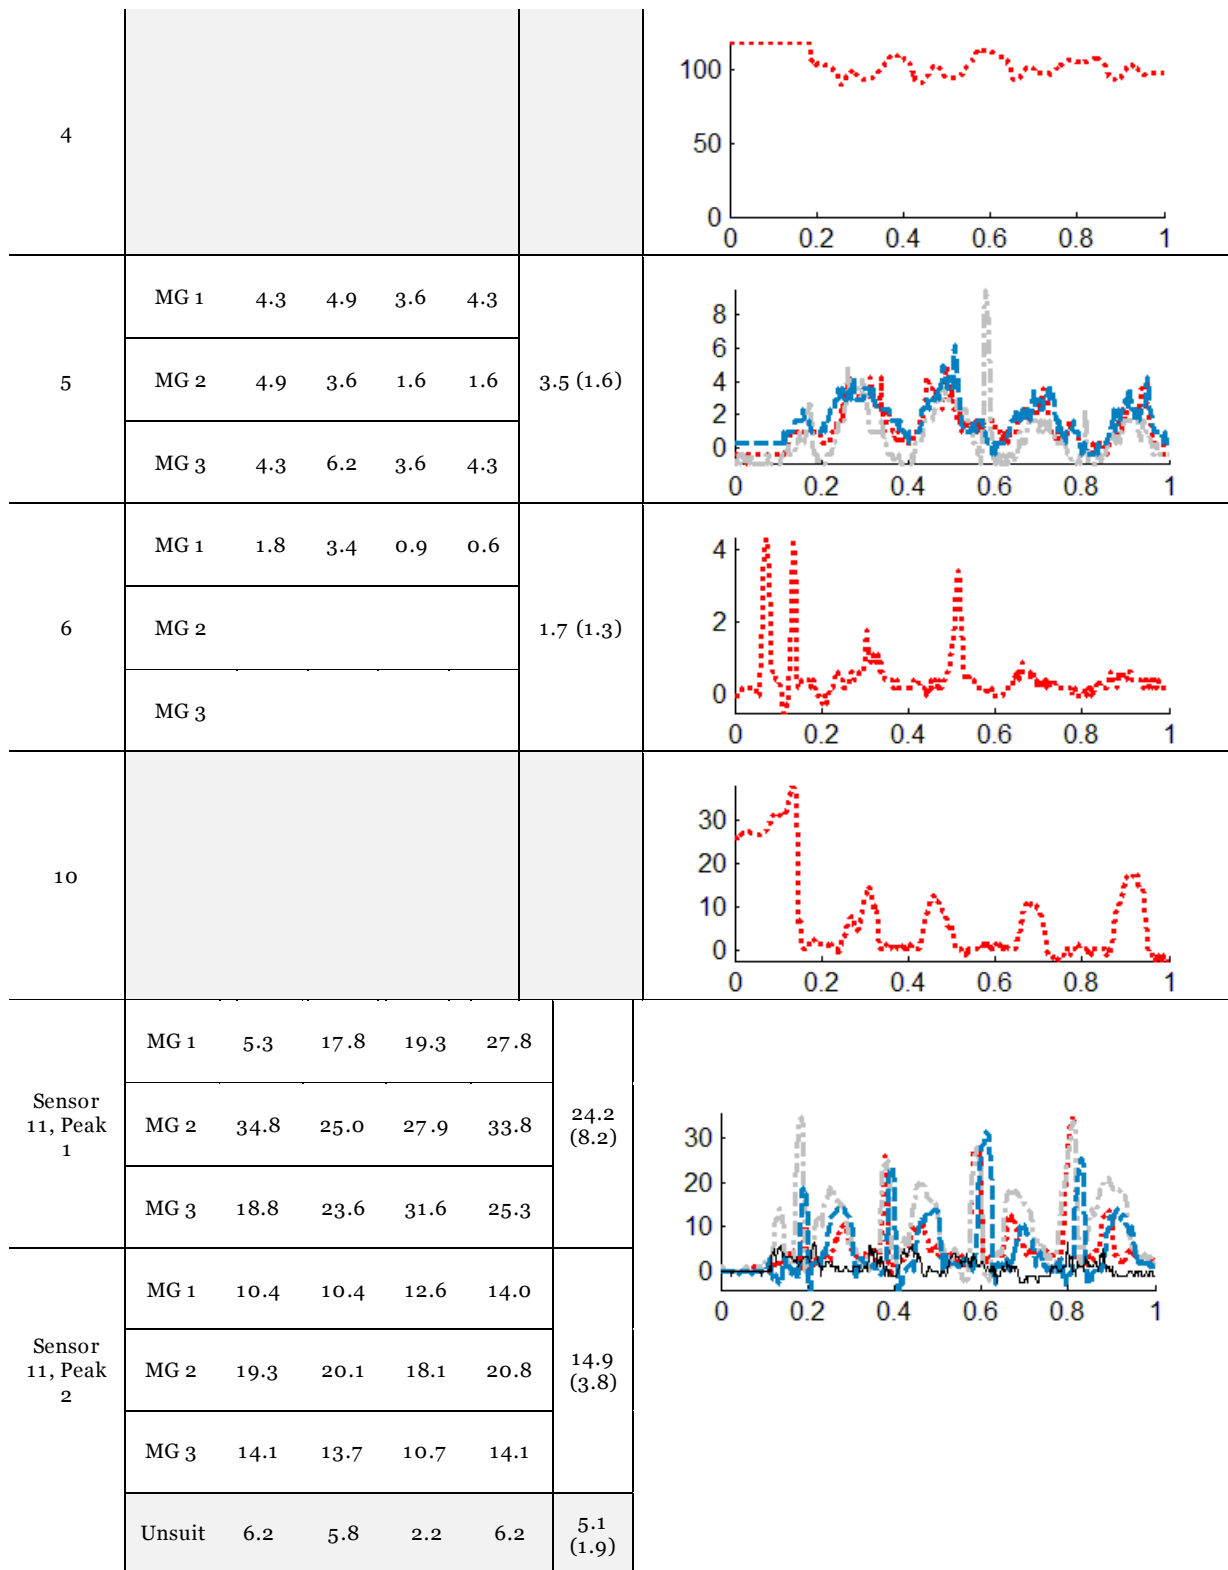 4
100
50
0
0 0.2 0.4 0.6 0.8 1
5
MG 1 4.3 4.9 3.6 4.3
MG 2 4.9 3.6 1.6 1.6
MG 3 4.3 6.2 3.6 4.3
3.5 (1.6)
8
6
4
2
0
0 0.2 0.4 0.6 0.8 1
6
MG 1 1.8 3.4 0.9 0.6
MG 2
MG 3
1.7 (1.3)
4
2
0
0 0.2 0.4 0.6 0.8 1
10
30
20
10
0
0 0.2 0.4 0.6 0.8 1
Sensor
11, Peak
1
MG 1 5.3 17.8 19.3 27.8
MG 2 34.8 25.0 27.9 33.8
MG 3 18.8 23.6 31.6 25.3
24.2
(8.2)
30
20
10
0
0 0.2 0.4 0.6 0.8 1
Sensor
11, Peak
2
MG 1 10.4 10.4 12.6 14.0
MG 2 19.3 20.1 18.1 20.8
MG 3 14.1 13.7 10.7 14.1
14.9
(3.8)
Unsuit 6.2 5.8 2.2 6.2
5.1
(1.9)